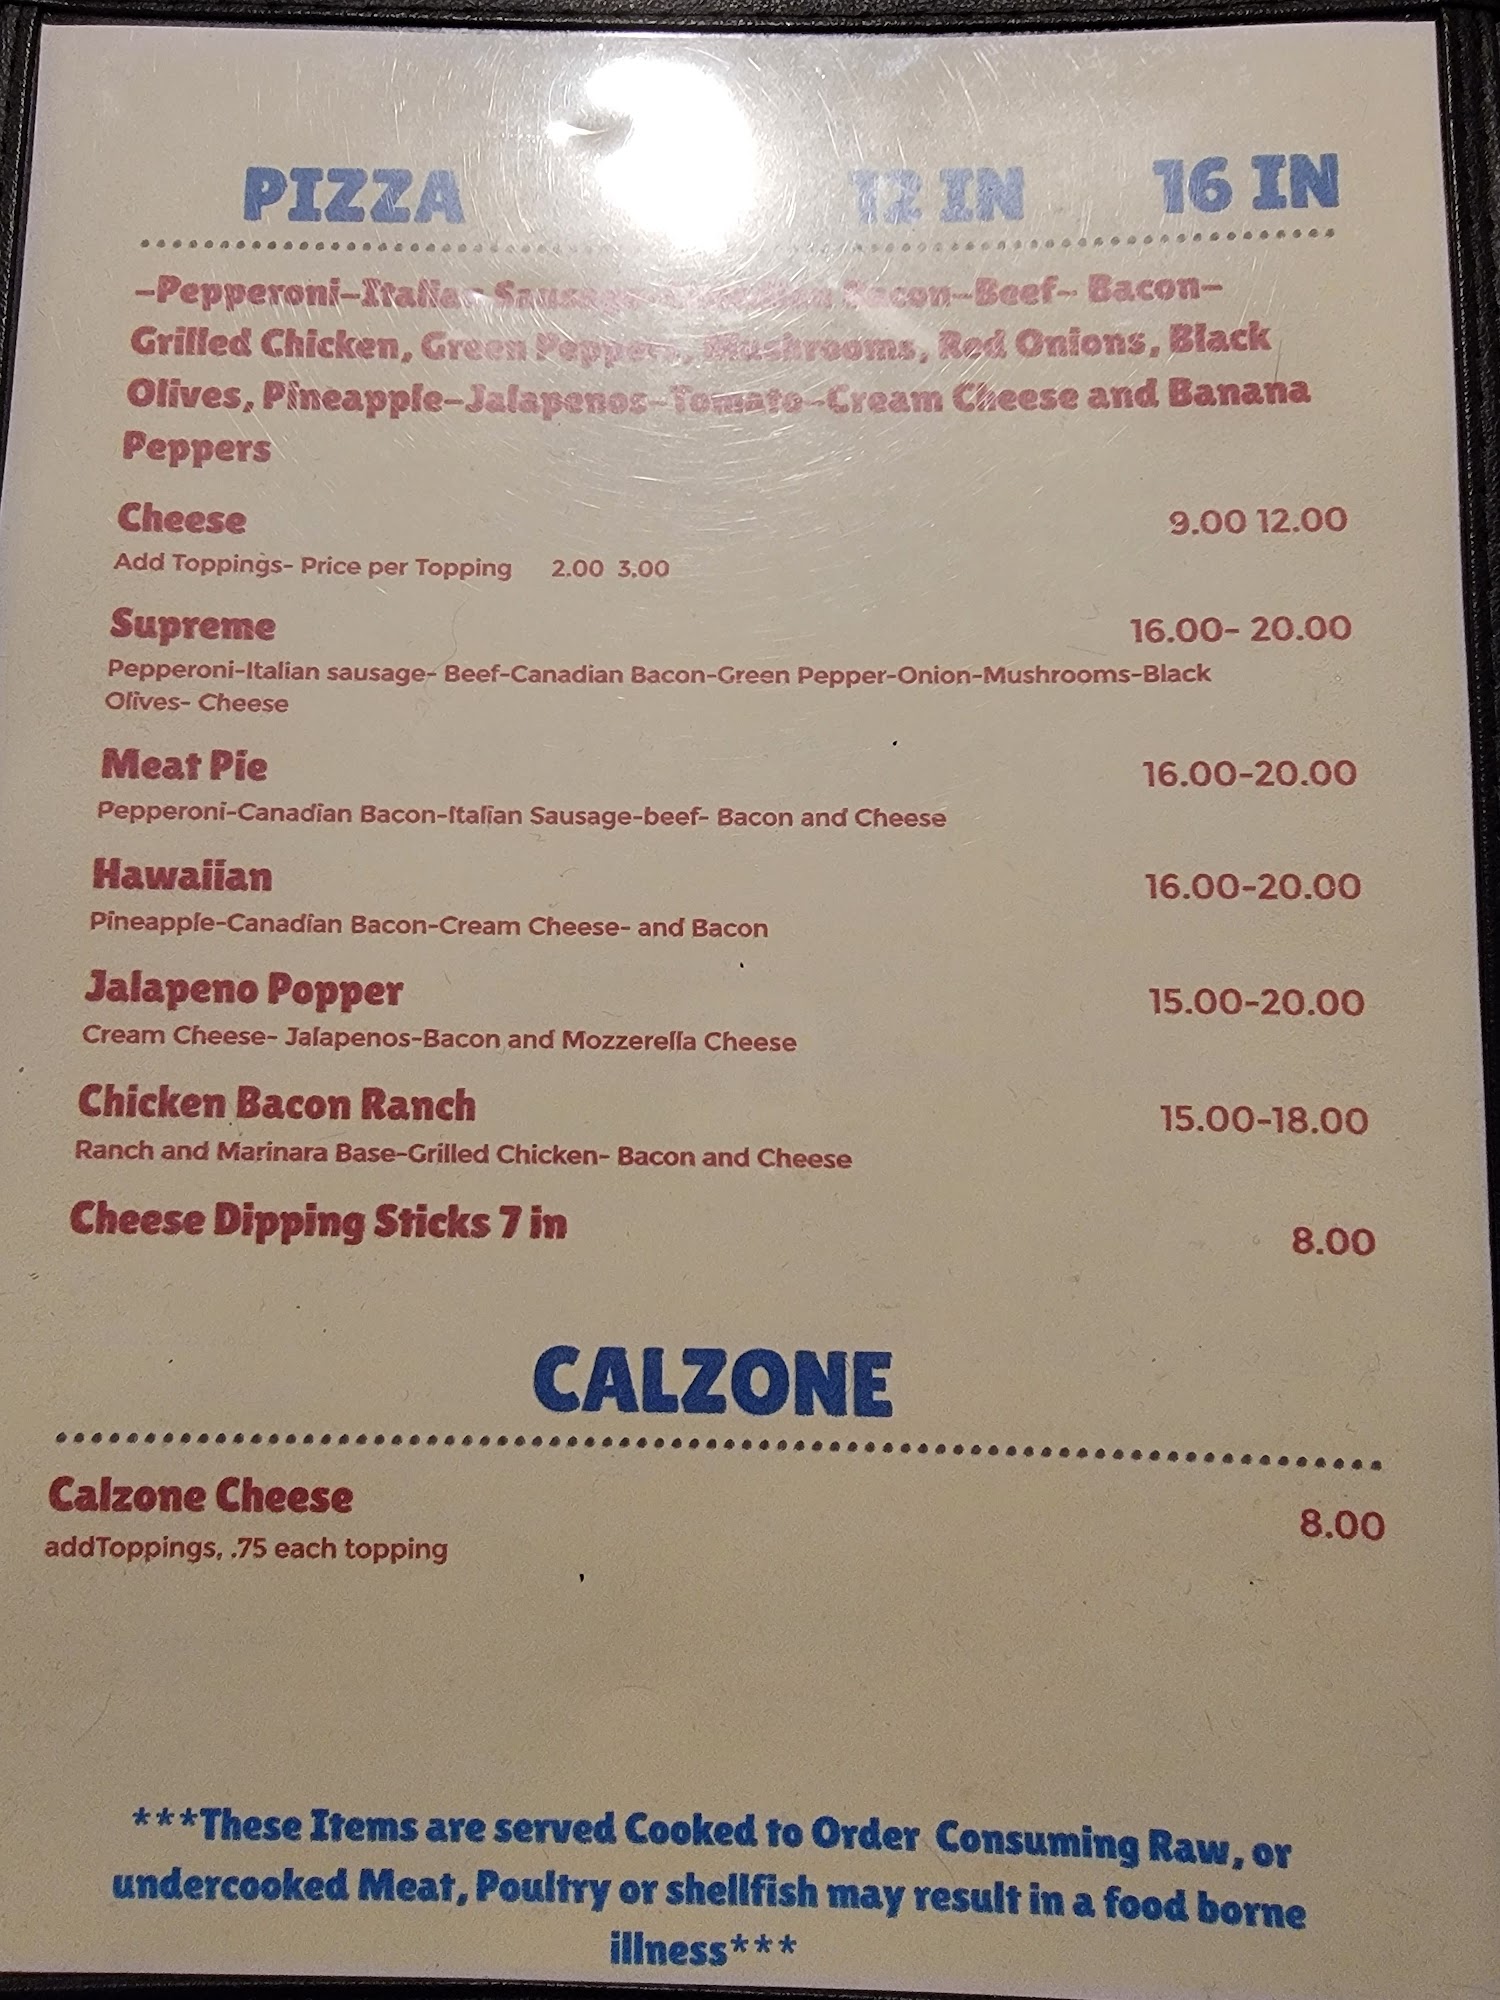 PIZZA 12 IN 16 IN
-Pepperoni-Italian Sausage-Canadian Bacon-Beef- Bacon-
Grilled Chicken, Green Peppers, Mushrooms, Red Onions, Black
Olives, Pineapple-Jalapenos-Tomato-Cream Cheese and Banana
Peppers
Cheese 9.00 12.00
Add Toppings- Price per Topping 2.00 3.00
Supreme 16.00- 20.00
Pepperoni-Italian sausage- Beef-Canadian Bacon-Green Pepper-Onion-Mushrooms-Black
Olives- Cheese
Meat Pie 16.00-20.00
Pepperoni-Canadian Bacon-Italian Sausage-beef- Bacon and Cheese
Hawaiian 16.00-20.00
Pineapple-Canadian Bacon-Cream Cheese- and Bacon
Jalapeno Popper 15.00-20.00
Cream Cheese- Jalapenos-Bacon and Mozzerella Cheese
Chicken Bacon Ranch 15.00-18.00
Ranch and Marinara Base-Grilled Chicken- Bacon and Cheese
Cheese Dipping Sticks 7 in 8.00
CALZONE
Calzone Cheese 8.00
addToppings, .75 each topping
***These Items are served Cooked to Order Consuming Raw, or
undercooked Meat, Poultry or shellfish may result in a food borne
illness***